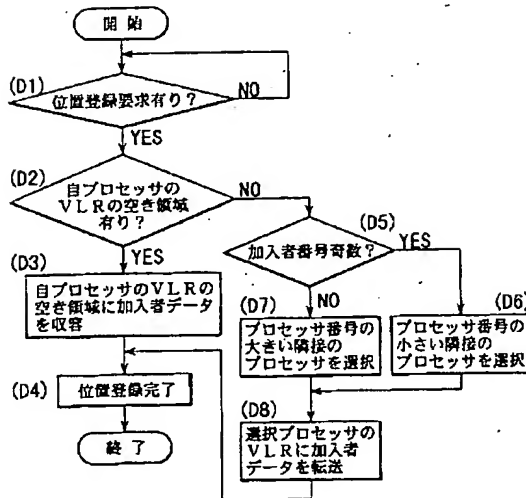 開始
(D1)
位置登録要求有り？
NO
YES
(D2)
自プロセッサの
ＶＬＲの空き領域
有り？
NO
YES
(D5)
加入者番号奇数？
YES
NO
(D3)
自プロセッサのＶＬＲの
空き領域に加入者データ
を収容
(D7)
プロセッサ番号の
大きい隣接の
プロセッサを選択
(D6)
プロセッサ番号の
小さい隣接の
プロセッサを選択
(D4)
位置登録完了
終了
(D8)
選択プロセッサの
ＶＬＲに加入者
データを転送